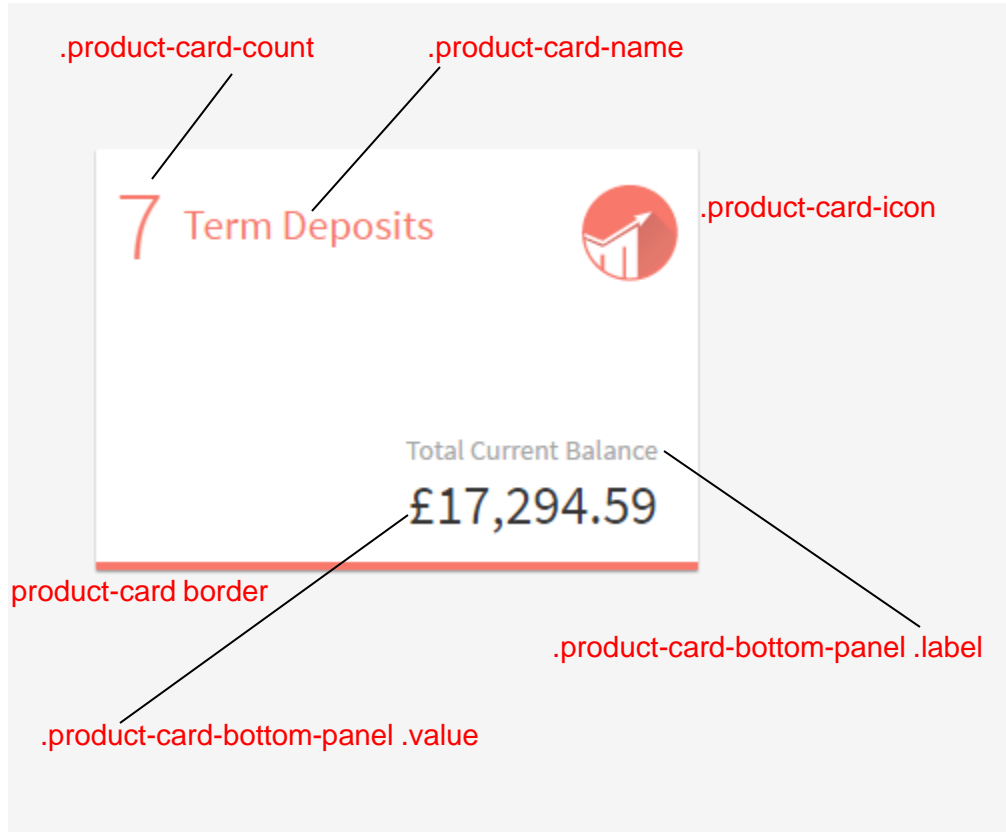 .product-card-count
.product-card-name
7
Term Deposits
.product-card-icon
Total Current Balance
£17,294.59
product-card border
.product-card-bottom-panel .label
.product-card-bottom-panel .value